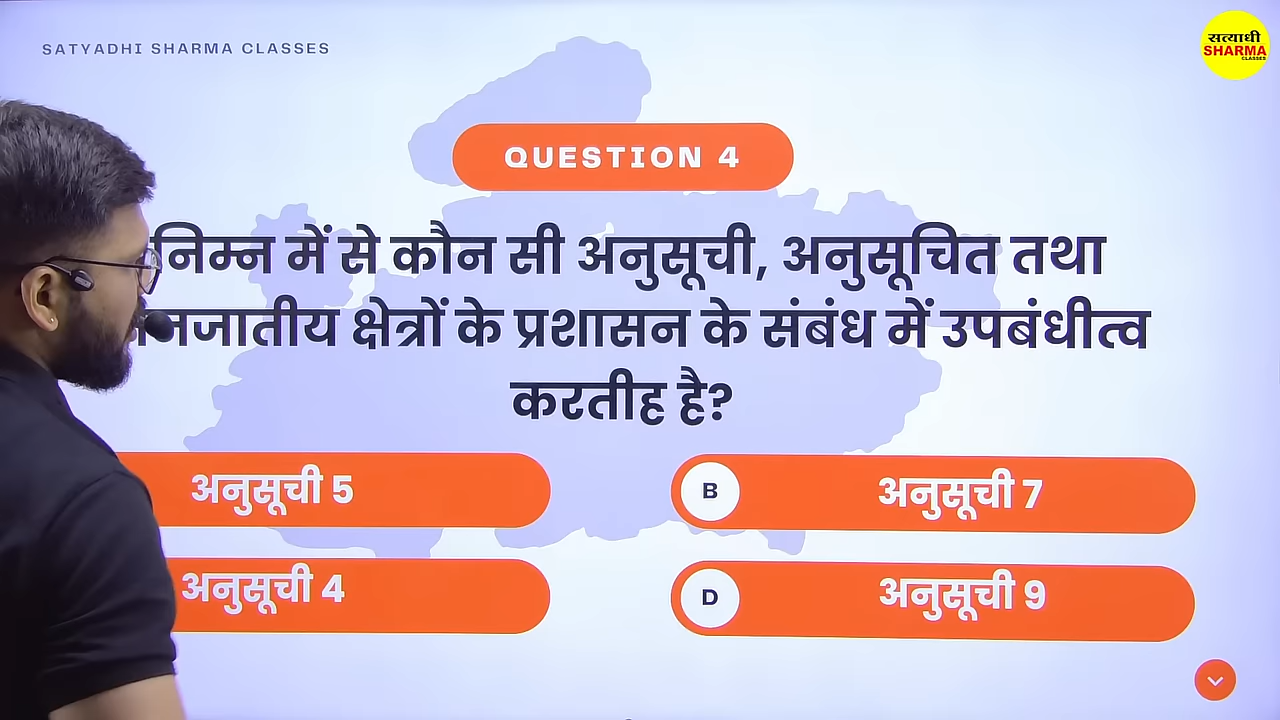 SATYADHI SHARMA CLASSES
सत्याधी
SHARMA
CLASSES
QUESTION 4
निम्न में से कौन सी अनुसूची, अनुसूचित तथा
क्षेत्रों के प्रशासन के संबंध में उपबंधीत्व
करतीह है?
अनुसूची 5
B अनुसूची 7
अनुसूची 4
D अनुसूची 9